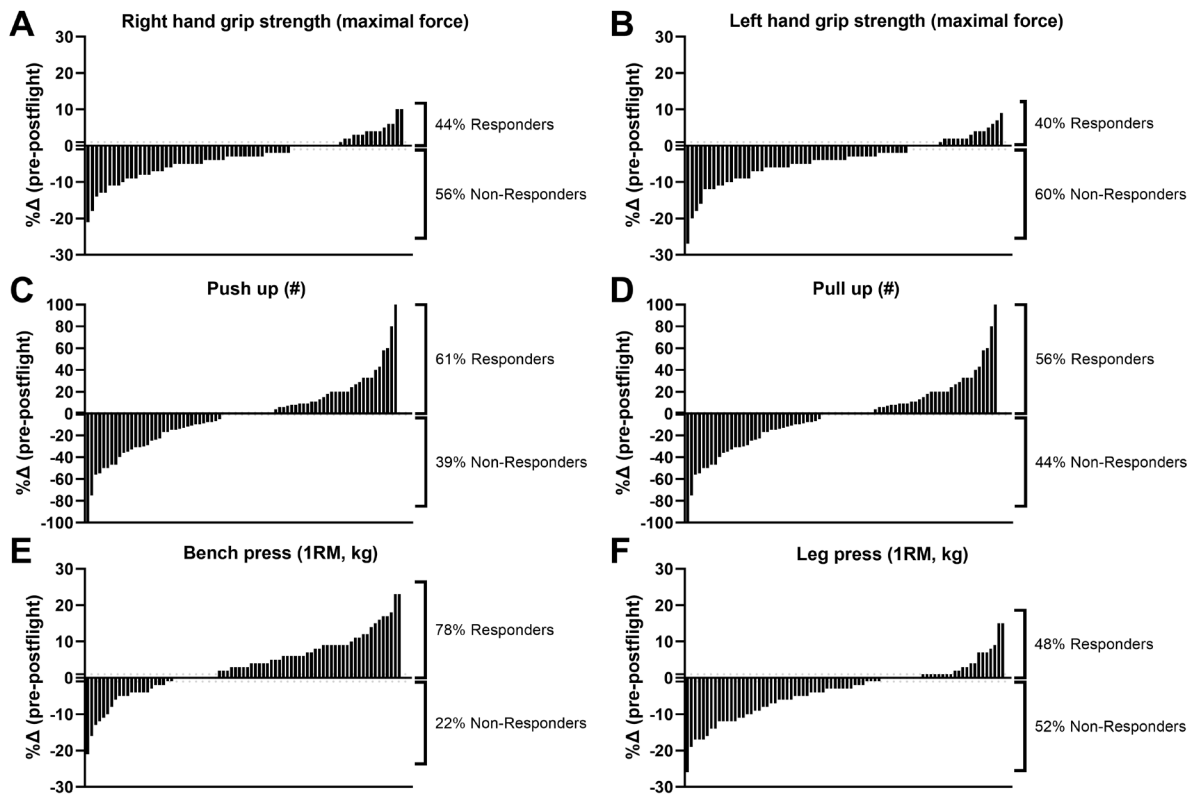 A
Right hand grip strength (maximal force)
%Δ (pre-postflight)
30
20
10
0
-10
-20
-30
44% Responders
56% Non-Responders
B
Left hand grip strength (maximal force)
%Δ (pre-postflight)
30
20
10
0
-10
-20
-30
40% Responders
60% Non-Responders
C
Push up (#)
%Δ (pre-postflight)
100
80
60
40
20
0
-20
-40
-60
-80
-100
61% Responders
39% Non-Responders
D
Pull up (#)
%Δ (pre-postflight)
100
80
60
40
20
0
-20
-40
-60
-80
-100
56% Responders
44% Non-Responders
E
Bench press (1RM, kg)
%Δ (pre-postflight)
30
20
10
0
-10
-20
-30
78% Responders
22% Non-Responders
F
Leg press (1RM, kg)
%Δ (pre-postflight)
30
20
10
0
-10
-20
-30
48% Responders
52% Non-Responders